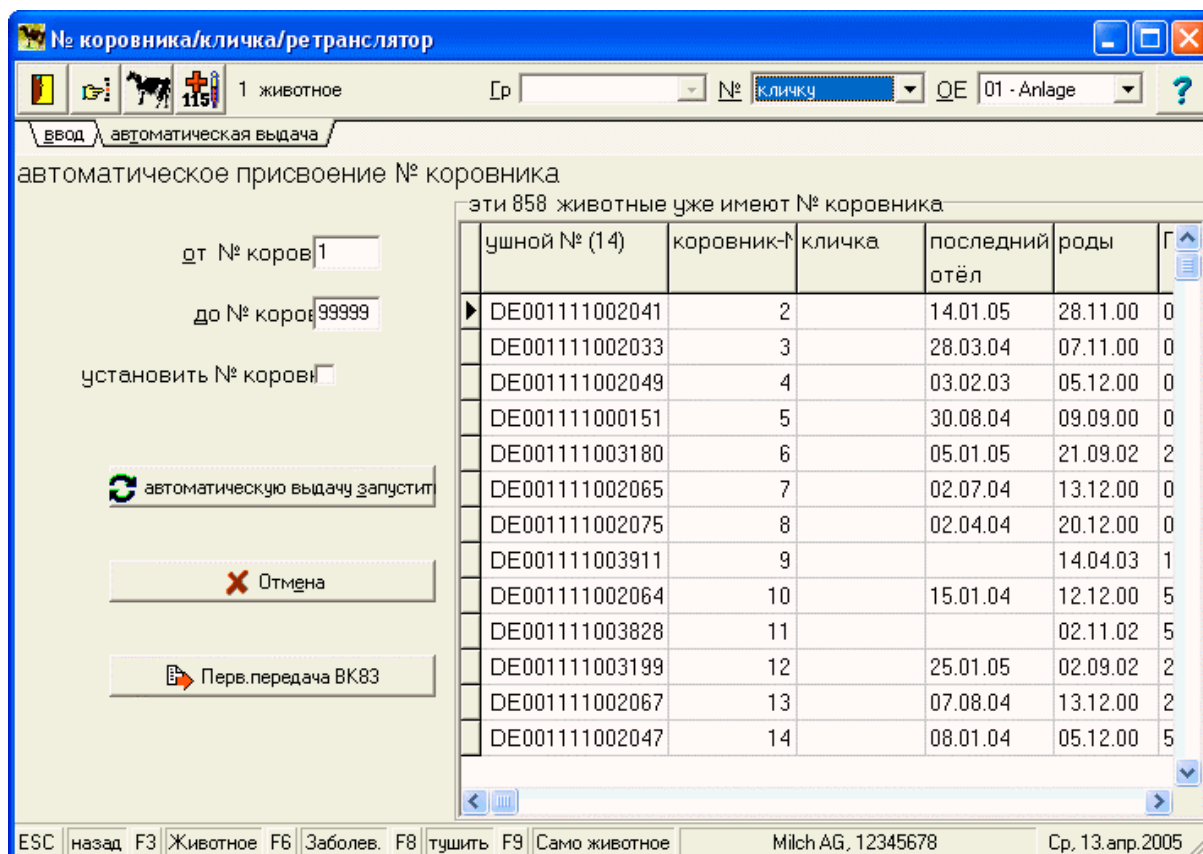 № коровника/кличка/ретранслятор
115 1 животное Гр № кличку ОЕ 01 - Anlage ?
ввод автоматическая выдача
автоматическое присвоение № коровника
эти 858 животные уже имеют № коровника
от № коров 1
до № коров 99999
установить № коровн
автоматическую выдачу запустить
Отмена
Перв.передача ВК83
ушной № (14) коровник-№ кличка последний отёл роды Г
DE001111002041 2 14.01.05 28.11.00 0
DE001111002033 3 28.03.04 07.11.00 0
DE001111002049 4 03.02.03 05.12.00 0
DE001111000151 5 30.08.04 09.09.00 0
DE001111003180 6 05.01.05 21.09.02 2
DE001111002065 7 02.07.04 13.12.00 0
DE001111002075 8 02.04.04 20.12.00 0
DE001111003911 9 14.04.03 1
DE001111002064 10 15.01.04 12.12.00 5
DE001111003828 11 02.11.02 5
DE001111003199 12 25.01.05 02.09.02 2
DE001111002067 13 07.08.04 13.12.00 2
DE001111002047 14 08.01.04 05.12.00 5
ESC назад F3 Животное F6 Заболев. F8 тушить F9 Само животное Milch AG, 12345678 Ср, 13.апр.2005